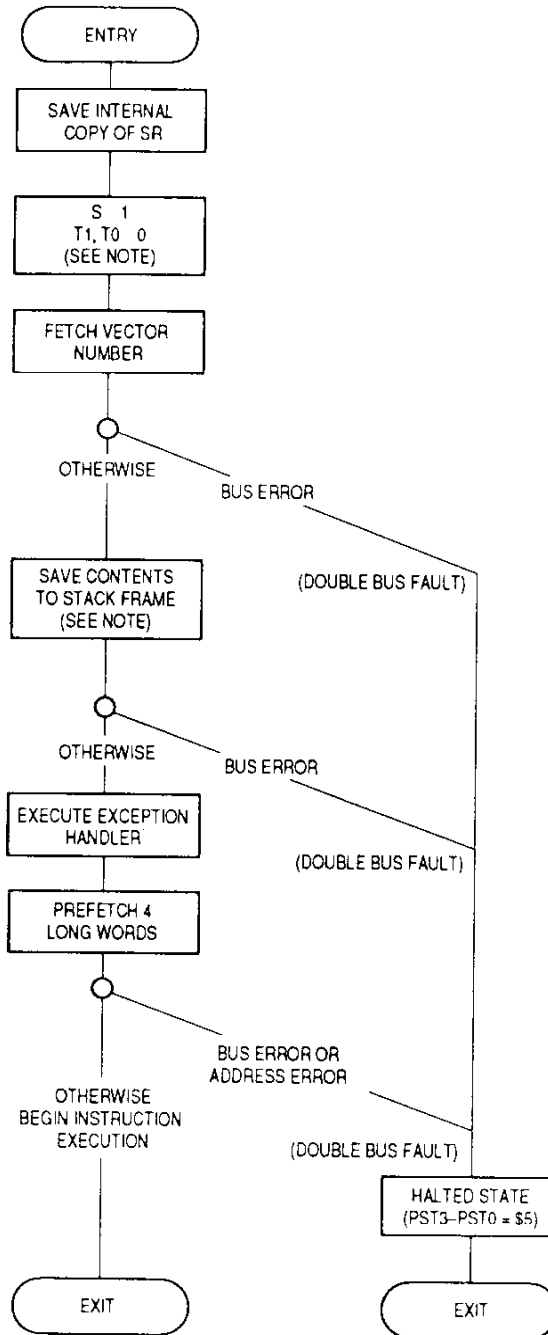 ENTRY
SAVE INTERNAL
COPY OF SR
S 1
T1, T0 0
(SEE NOTE)
FETCH VECTOR
NUMBER
OTHERWISE
BUS ERROR
(DOUBLE BUS FAULT)
SAVE CONTENTS
TO STACK FRAME
(SEE NOTE)
OTHERWISE
BUS ERROR
EXECUTE EXCEPTION
HANDLER
(DOUBLE BUS FAULT)
PREFETCH 4
LONG WORDS
BUS ERROR OR
ADDRESS ERROR
OTHERWISE
BEGIN INSTRUCTION
EXECUTION
(DOUBLE BUS FAULT)
HALTED STATE
(PST3–PST0 = $5)
EXIT
EXIT